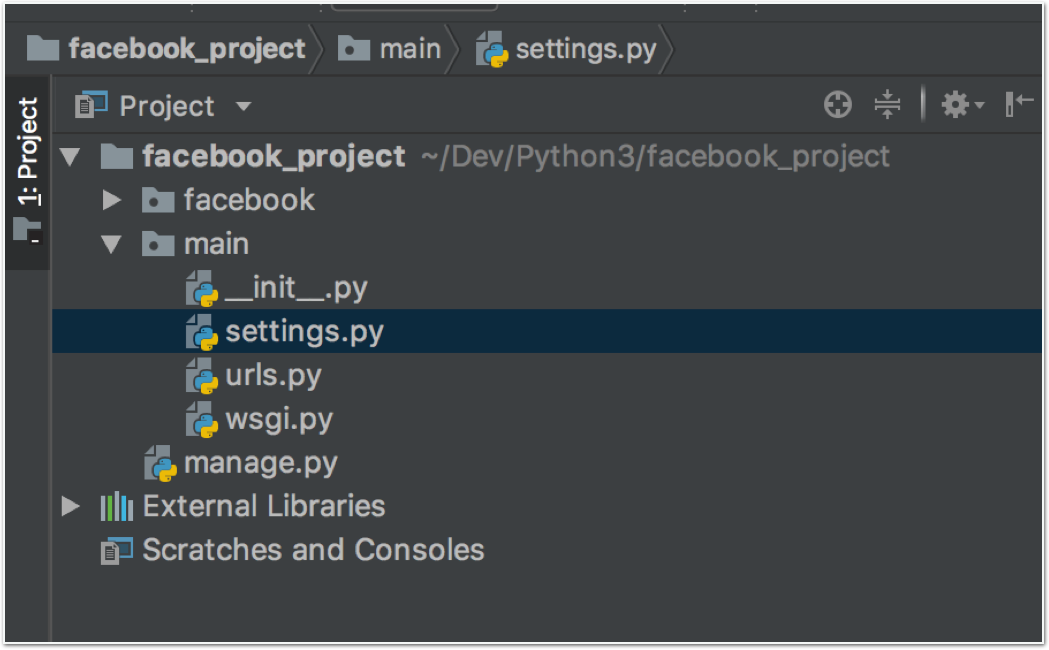 facebook_project main settings.py
1: Project
Project
facebook_project ~/Dev/Python3/facebook_project
facebook
main
__init__.py
settings.py
urls.py
wsgi.py
manage.py
External Libraries
Scratches and Consoles